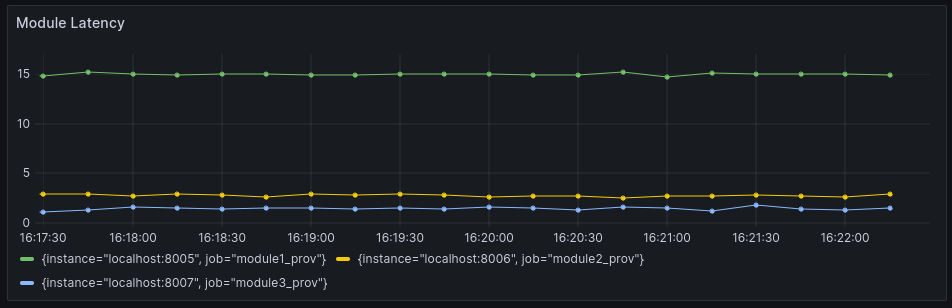 Module Latency
15
10
5
0
16:17:30 16:18:00 16:18:30 16:19:00 16:19:30 16:20:00 16:20:30 16:21:00 16:21:30 16:22:00
{instance="localhost:8005", job="module1_prov"} {instance="localhost:8006", job="module2_prov"}
{instance="localhost:8007", job="module3_prov"}